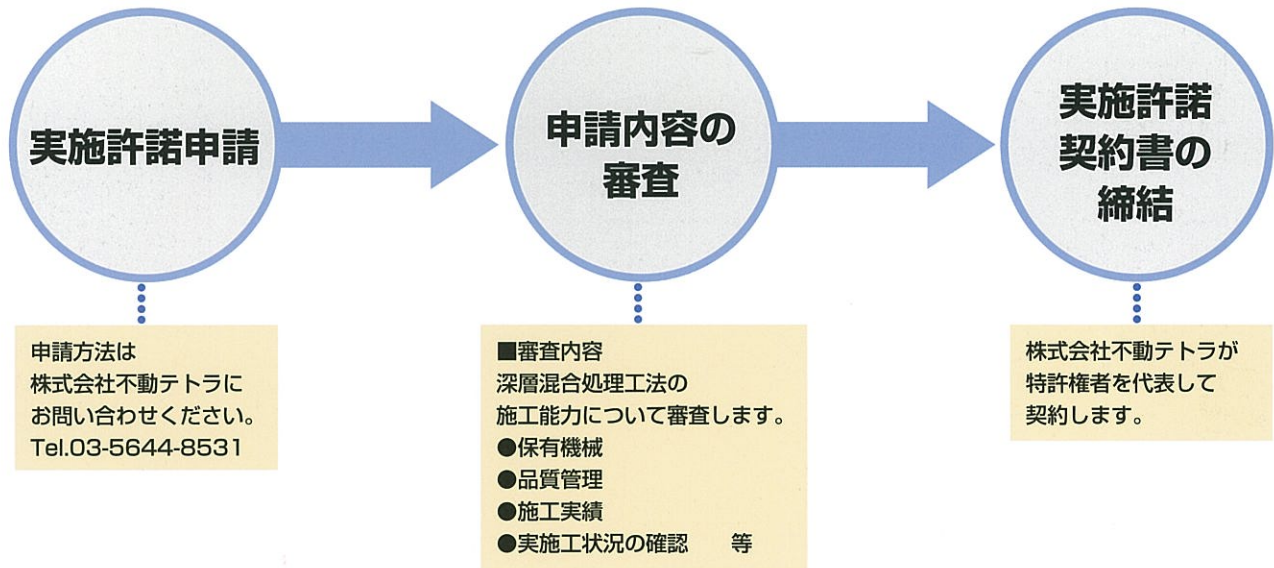 実施許諾申請
申請内容の
審査
実施許諾
契約書の
締結
申請方法は
株式会社不動テトラに
お問い合わせください。
Tel.03-5644-8531
■審査内容
深層混合処理工法の
施工能力について審査します。
●保有機械
●品質管理
●施工実績
●実施工状況の確認　　等
株式会社不動テトラが
特許権者を代表して
契約します。